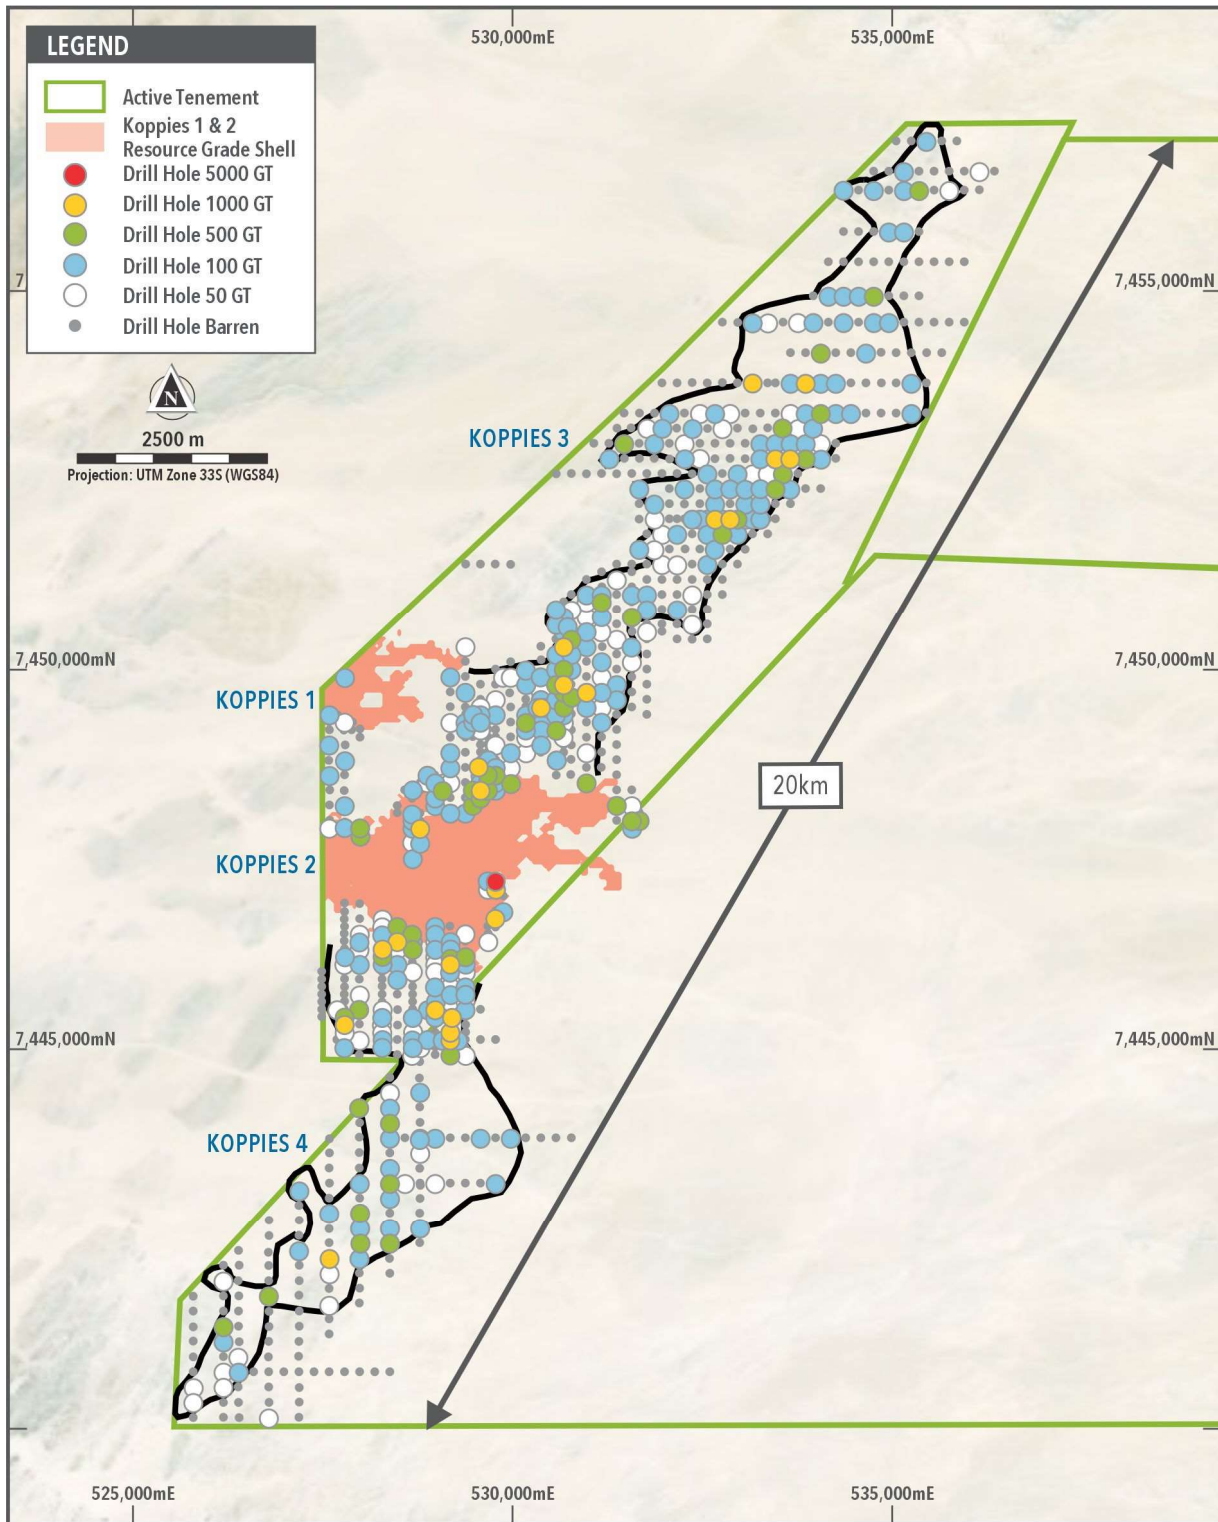 530,000mE
535,000mE
LEGEND
Active Tenement
Koppies 1 & 2
Resource Grade Shell
Drill Hole 5000 GT
Drill Hole 1000 GT
Drill Hole 500 GT
Drill Hole 100 GT
Drill Hole 50 GT
Drill Hole Barren
7
7,455,000mN
N
2500 m
Projection: UTM Zone 33S (WGS84)
KOPPIES 3
7,450,000mN
7,450,000mN
KOPPIES 1
20km
KOPPIES 2
7,445,000mN
7,445,000mN
KOPPIES 4
525,000mE
530,000mE
535,000mE